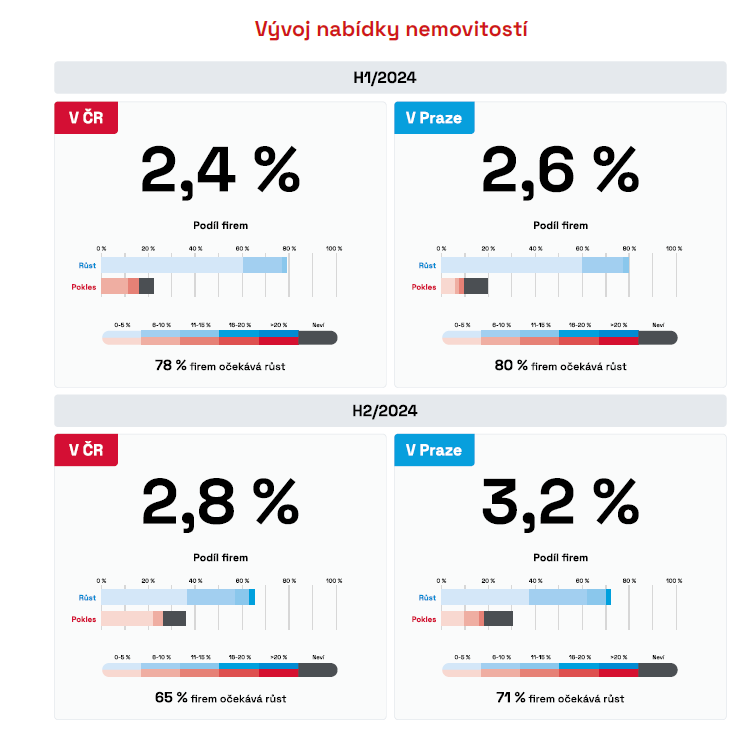 Vývoj nabídky nemovitostí
H1/2024
V ČR
2,4 %
Podíl firem
0 % 20 % 40 % 60 % 80 % 100 %
Růst
Pokles
0-5 % 6-10 % 11-15 % 16-20 % >20 % Neví
78 % firem očekává růst
V Praze
2,6 %
Podíl firem
0 % 20 % 40 % 60 % 80 % 100 %
Růst
Pokles
0-5 % 6-10 % 11-15 % 16-20 % >20 % Neví
80 % firem očekává růst
H2/2024
V ČR
2,8 %
Podíl firem
0 % 20 % 40 % 60 % 80 % 100 %
Růst
Pokles
0-5 % 6-10 % 11-15 % 16-20 % >20 % Neví
65 % firem očekává růst
V Praze
3,2 %
Podíl firem
0 % 20 % 40 % 60 % 80 % 100 %
Růst
Pokles
0-5 % 6-10 % 11-15 % 16-20 % >20 % Neví
71 % firem očekává růst